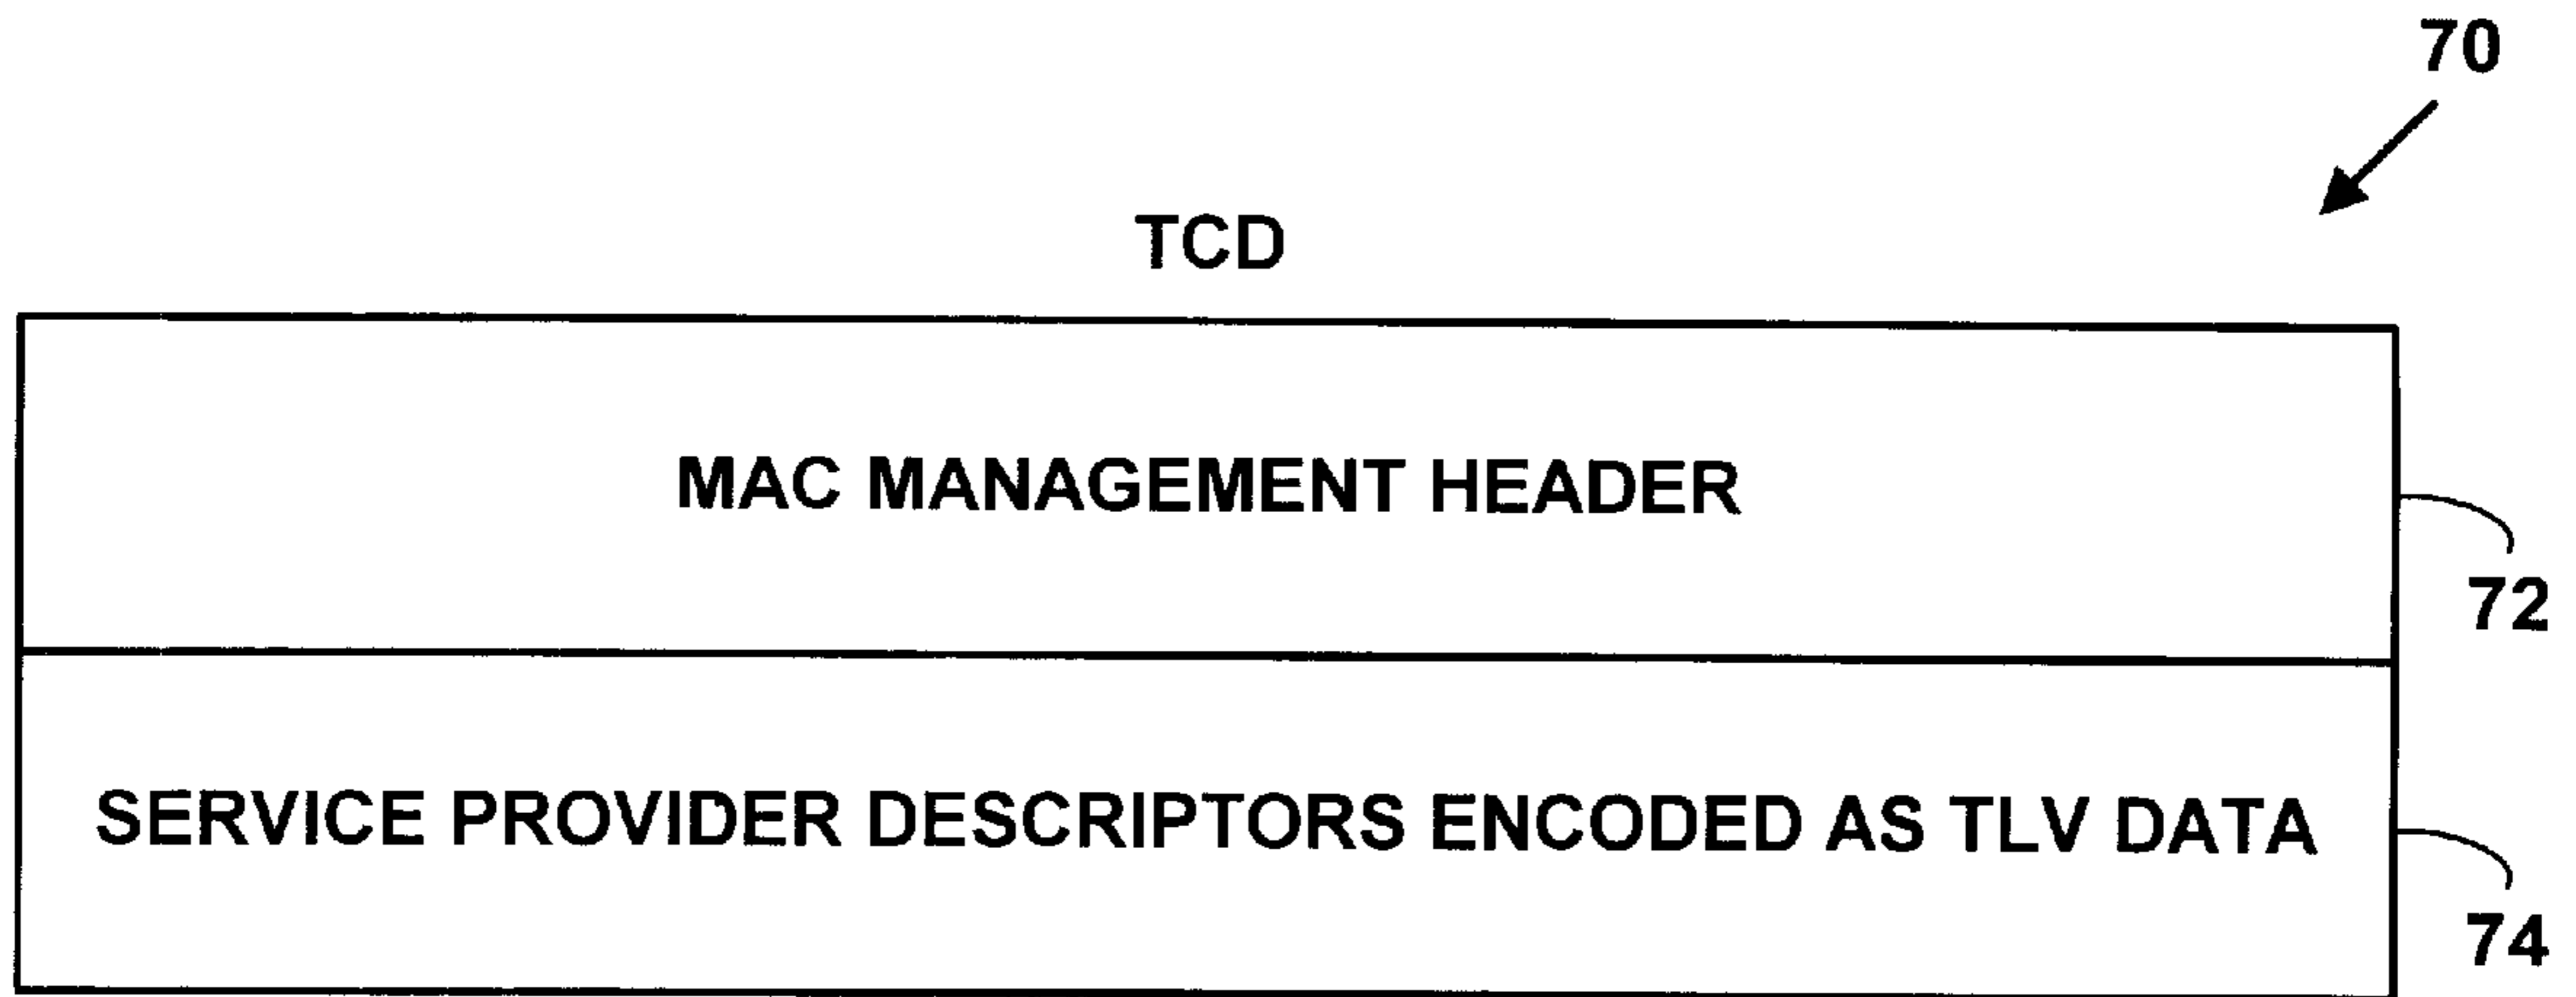 70
TCD
MAC MANAGEMENT HEADER
72
SERVICE PROVIDER DESCRIPTORS ENCODED AS TLV DATA
74